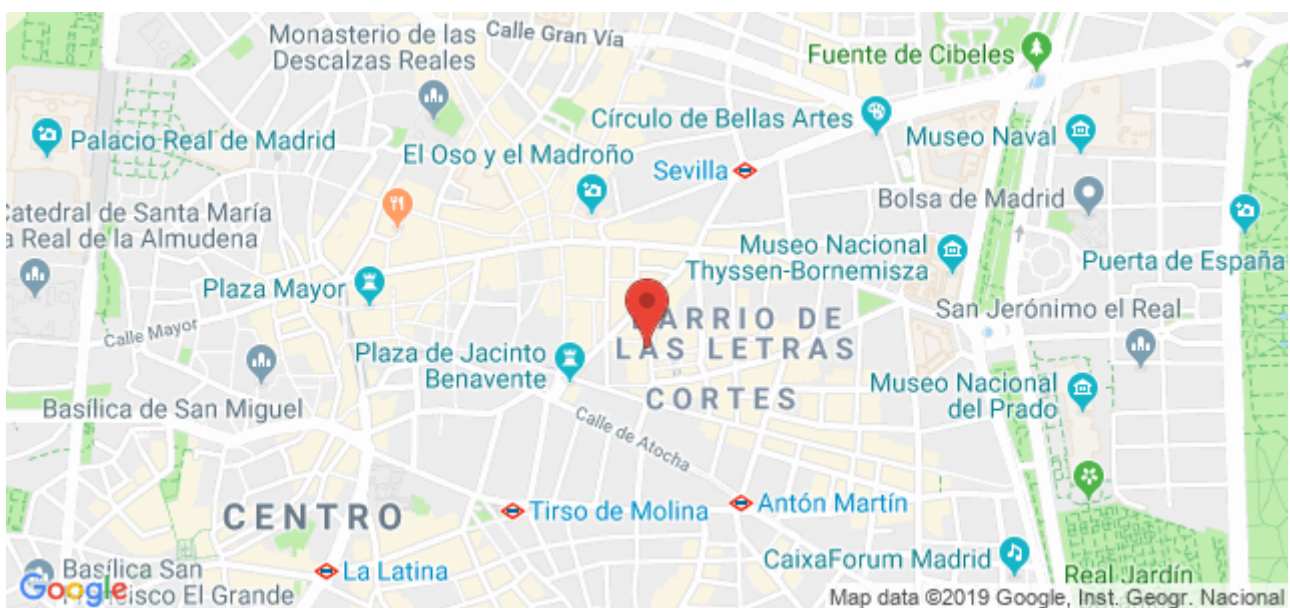 Monasterio de las
Descalzas Reales
Calle Gran Vía
Fuente de Cibeles
Palacio Real de Madrid
Círculo de Bellas Artes
Museo Naval
El Oso y el Madroño
Sevilla
Catedral de Santa María
a Real de la Almudena
Bolsa de Madrid
Museo Nacional
Thyssen-Bornemisza
Puerta de España
Plaza Mayor
Calle Mayor
San Jerónimo el Real
BARRIO DE
LAS LETRAS
Plaza de Jacinto
Benavente
CORTES
Museo Nacional
del Prado
Basílica de San Miguel
Calle de Atocha
CENTRO
Tirso de Molina
Antón Martín
CaixaForum Madrid
La Latina
Basílica San
El Grande
Real Jardín
Google
Map data ©2019 Google, Inst. Geogr. Nacional